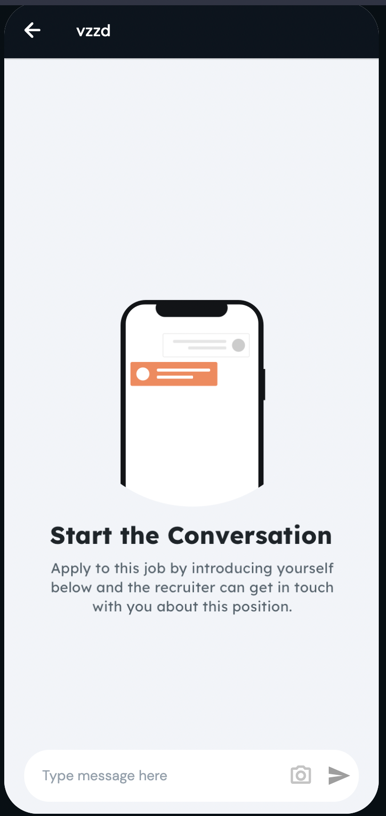 vzzd
Start the Conversation
Apply to this job by introducing yourself
below and the recruiter can get in touch
with you about this position.
Type message here